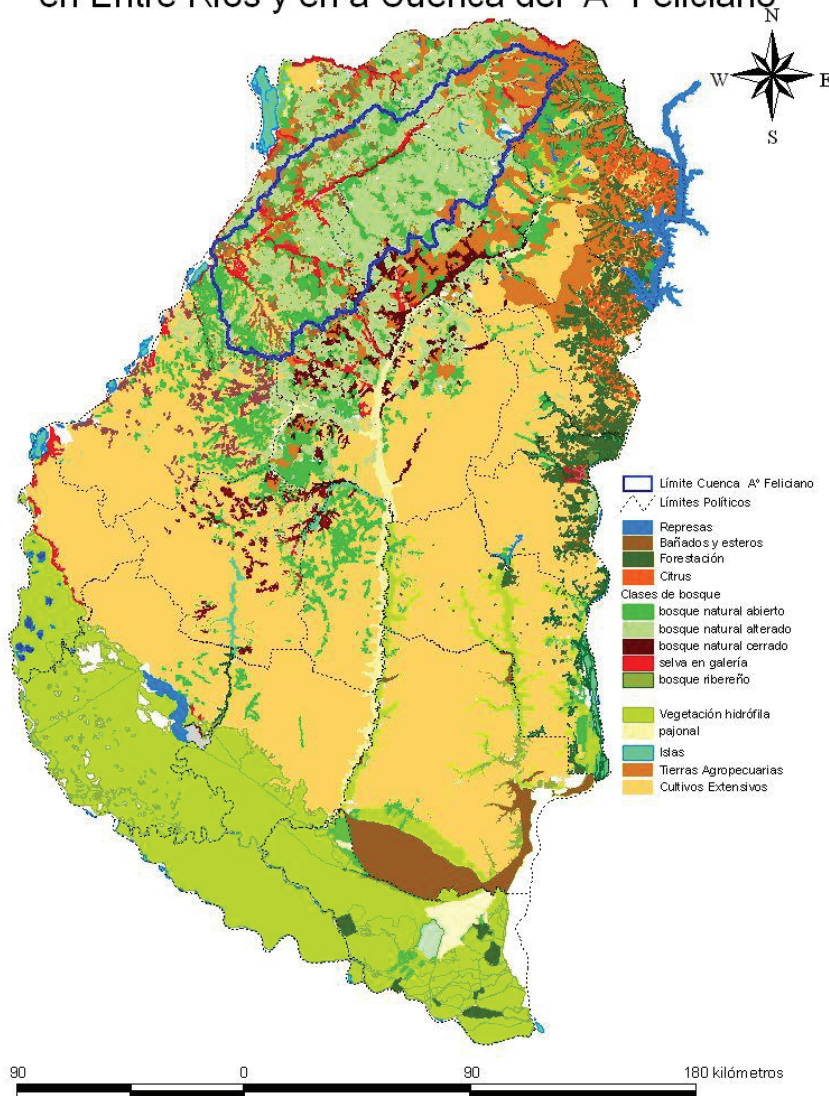 en Entre Ríos y en a Cuenca del A° Feliciano
N
W E
S
Límite Cuenca A° Feliciano
Límites Políticos
Represas
Bañados y esteros
Forestación
Citrus
Clases de bosque
bosque natural abierto
bosque natural alterado
bosque natural cerrado
selva en galería
bosque ribereño
Vegetación hidrófila
pajonal
Islas
Tierras Agropecuarias
Cultivos Extensivos
90 0 90 180 kilómetros